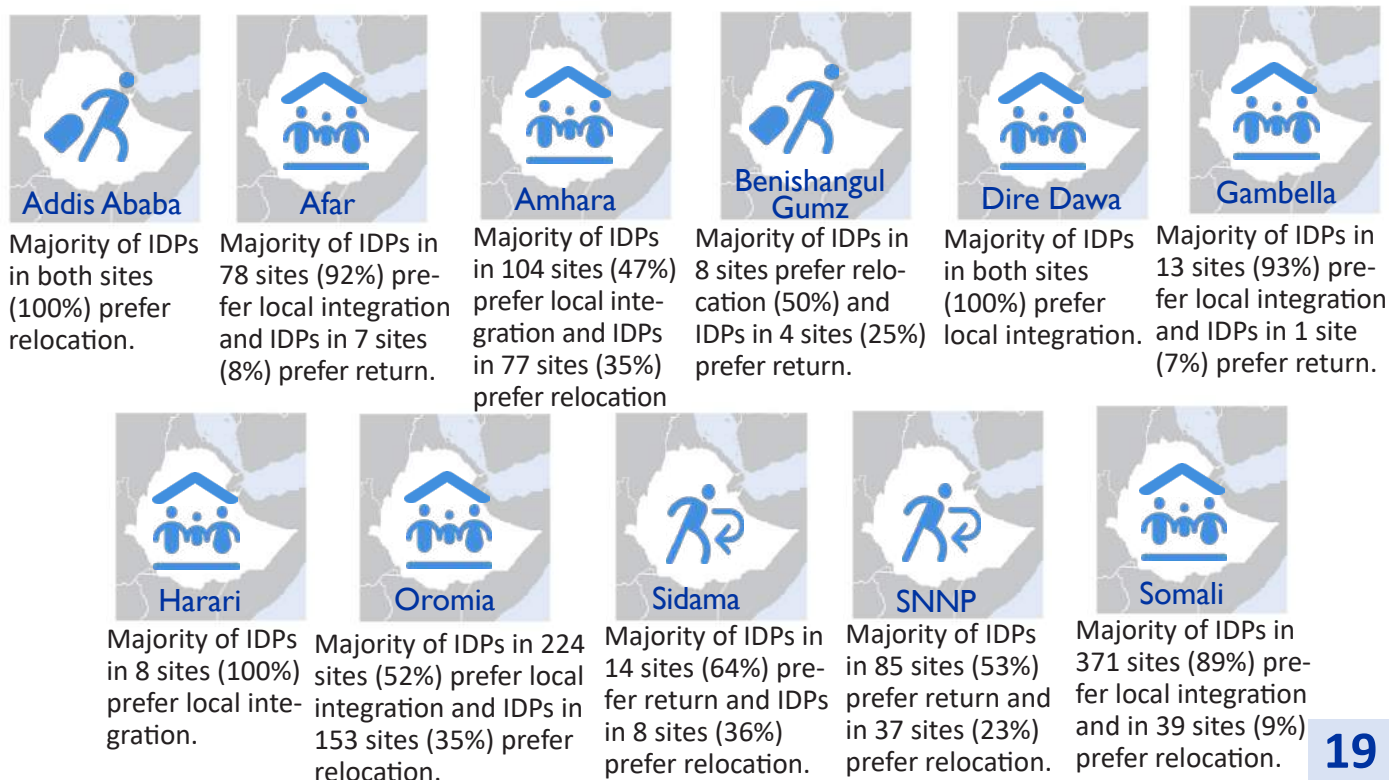 Addis Ababa
Majority of IDPs
in both sites
(100%) prefer
relocation.
Afar
Majority of IDPs in
78 sites (92%) pre-
fer local integration
and IDPs in 7 sites
(8%) prefer return.
Amhara
Majority of IDPs
in 104 sites (47%)
prefer local inte-
gration and IDPs
in 77 sites (35%)
prefer relocation
Benishangul
Gumz
Majority of IDPs in
8 sites prefer relo-
cation (50%) and
IDPs in 4 sites (25%)
prefer return.
Dire Dawa
Majority of IDPs
in both sites
(100%) prefer
local integration.
Gambella
Majority of IDPs in
13 sites (93%) pre-
fer local integration
and IDPs in 1 site
(7%) prefer return.
Harari
Majority of IDPs
in 8 sites (100%)
prefer local inte-
gration.
Oromia
Majority of IDPs in 224
sites (52%) prefer local
integration and IDPs in
153 sites (35%) prefer
relocation.
Sidama
Majority of IDPs in
14 sites (64%) pre-
fer return and IDPs
in 8 sites (36%)
prefer relocation.
SNNP
Majority of IDPs
in 85 sites (53%)
prefer return and
in 37 sites (23%)
prefer relocation.
Somali
Majority of IDPs in
371 sites (89%) pre-
fer local integration
and in 39 sites (9%)
prefer relocation.
19